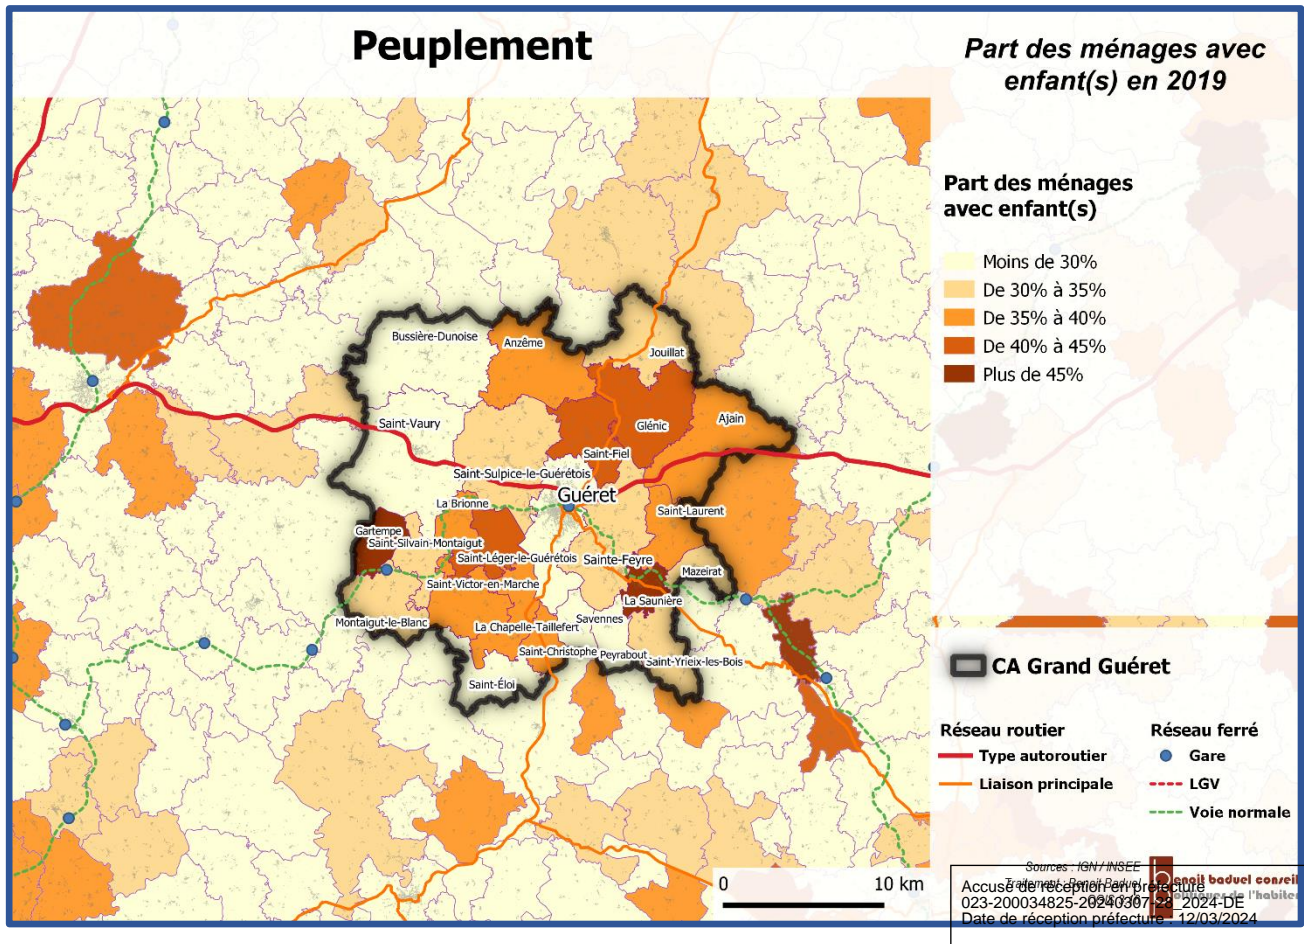 Peuplement
Part des ménages avec
enfant(s) en 2019
Part des ménages
avec enfant(s)
Moins de 30%
De 30% à 35%
De 35% à 40%
De 40% à 45%
Plus de 45%
Bussière-Dunoise
Anzême
Jouillat
Saint-Vaury
Glénic
Ajain
Saint-Fiel
Saint-Sulpice-le-Guérétois
Guéret
La Brionne
Saint-Laurent
Gartempe
Saint-Silvain-Montaigut
Saint-Léger-le-Guérétois
Sainte-Feyre
Mazeirat
Saint-Victor-en-Marche
La Saunière
Montaigut-le-Blanc
La Chapelle-Taillefert
Savennes
Saint-Christophe
Peyrabout
Saint-Yrieix-les-Bois
Saint-Éloi
CA Grand Guéret
Réseau routier
Type autoroutier
Liaison principale
Réseau ferré
Gare
LGV
Voie normale
0 10 km
Sources : IGN / INSEE
Traitement : Benoît Baduel
benoit baduel conseil
Accusé de réception en préfecture
023-200034825-20240307-28_2024-DE
Date de réception préfecture : 12/03/2024